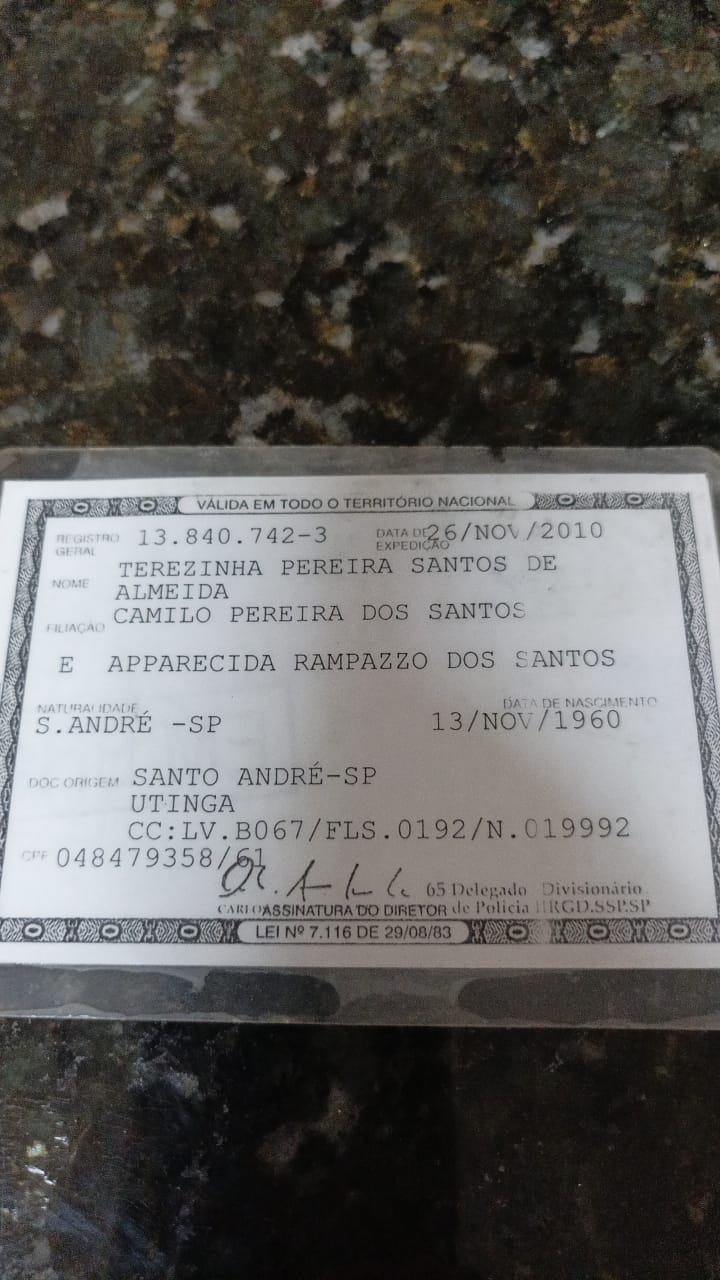 VÁLIDA EM TODO O TERRITÓRIO NACIONAL
REGISTRO GERAL 13.840.742-3 DATA DE EXPEDIÇÃO 26/NOV/2010
NOME TEREZINHA PEREIRA SANTOS DE
ALMEIDA
FILIAÇÃO CAMILO PEREIRA DOS SANTOS
E APPARECIDA RAMPAZZO DOS SANTOS
NATURALIDADE DATA DE NASCIMENTO
S.ANDRÉ -SP 13/NOV/1960
DOC ORIGEM SANTO ANDRÉ-SP
UTINGA
CC:LV.B067/FLS.0192/N.019992
CPF 048479358/61
65 Delegado Divisionário
ASSINATURA DO DIRETOR de Polícia IIRGD.SSP.SP
LEI Nº 7.116 DE 29/08/83